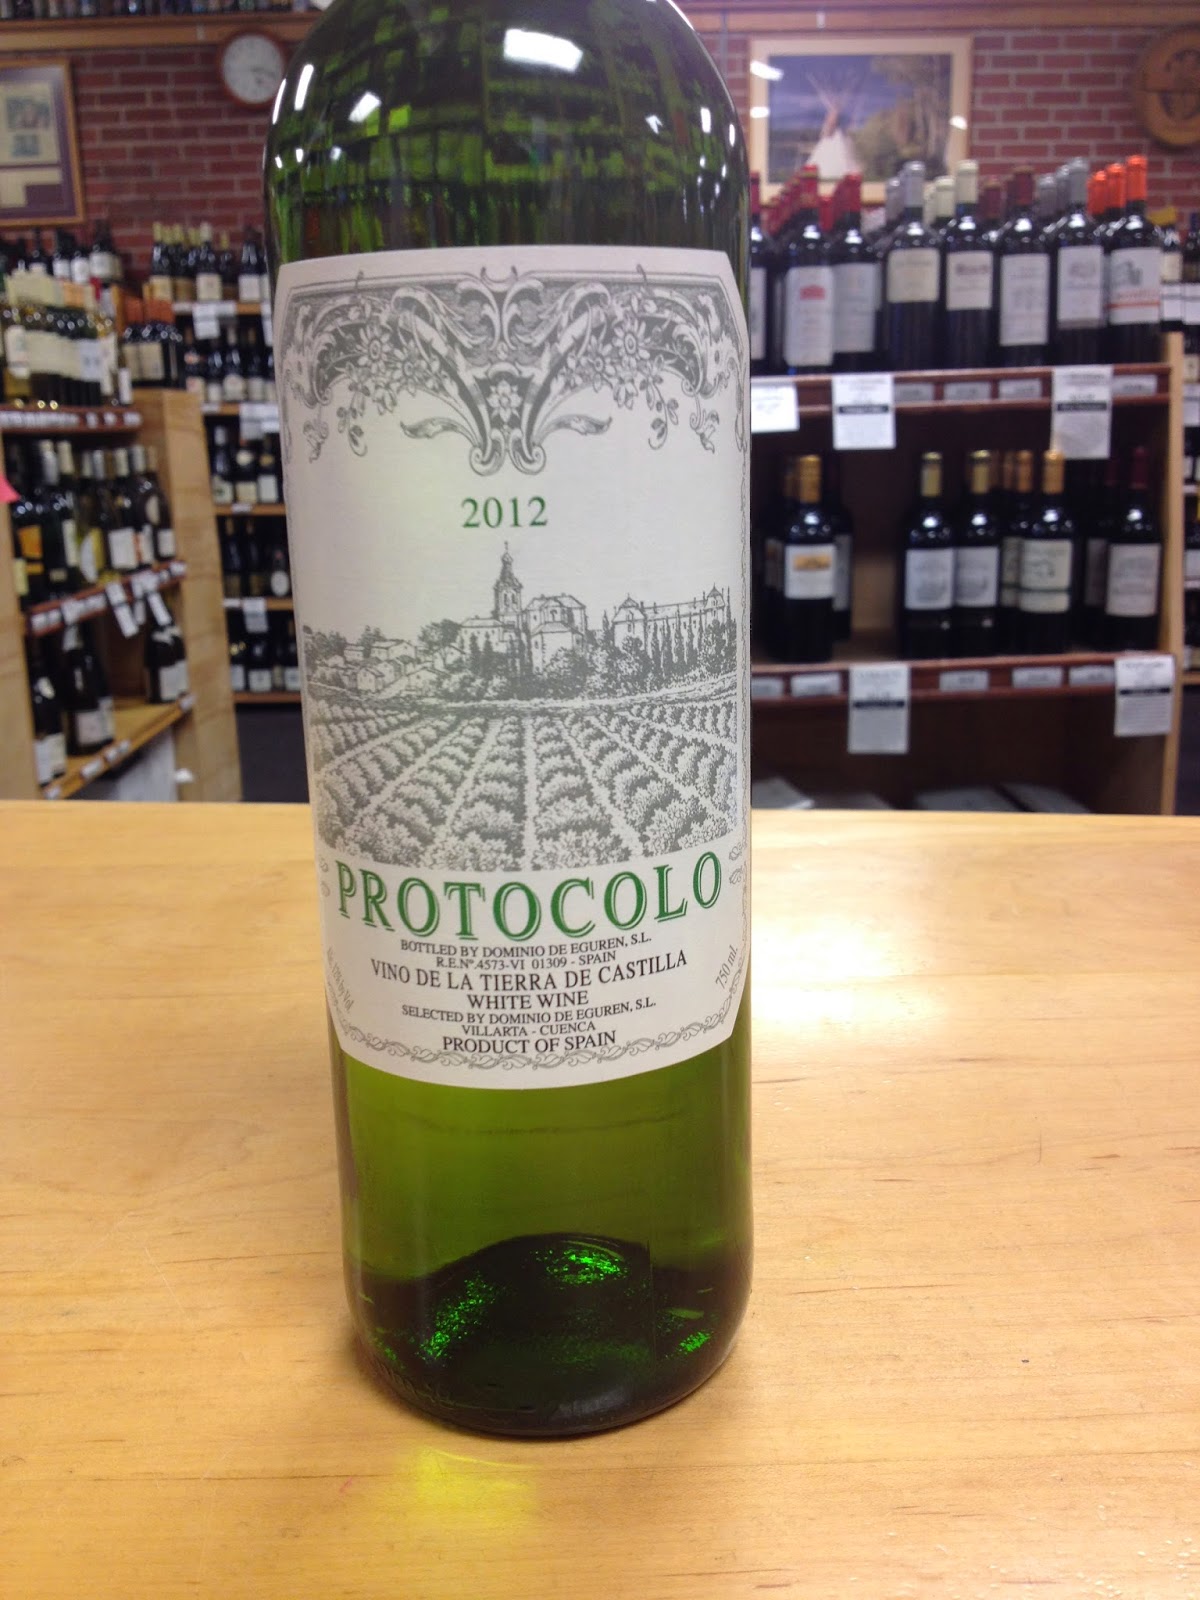 2012
PROTOCOLO
BOTTLED BY DOMINIO DE EGUREN, S.L.
R.E.Nº.4573-VI 01309 - SPAIN
VINO DE LA TIERRA DE CASTILLA
WHITE WINE
SELECTED BY DOMINIO DE EGUREN, S.L.
VILLARTA - CUENCA
PRODUCT OF SPAIN
750 ml.